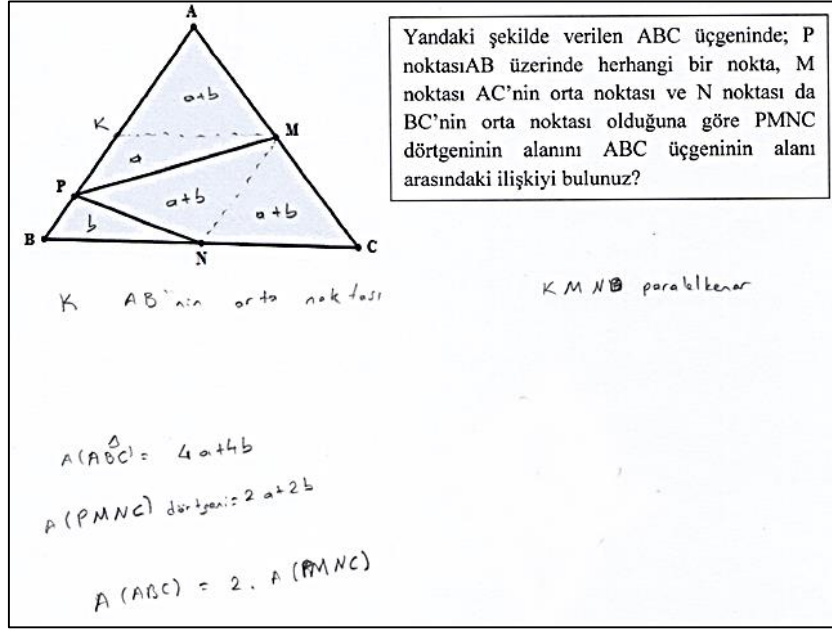 A
a+b
K
M
a
P
a+b
a+b
b
B
N
C
Yandaki şekilde verilen ABC üçgeninde; P
noktasıAB üzerinde herhangi bir nokta, M
noktası AC'nin orta noktası ve N noktası da
BC'nin orta noktası olduğuna göre PMNC
dörtgeninin alanını ABC üçgeninin alanı
arasındaki ilişkiyi bulunuz?
K AB'nin orta noktası
KMNB paralelkenar
A(ABC) = 4a+4b
A(PMNC) dörtgeni = 2a+2b
A(ABC) = 2. A(PMNC)